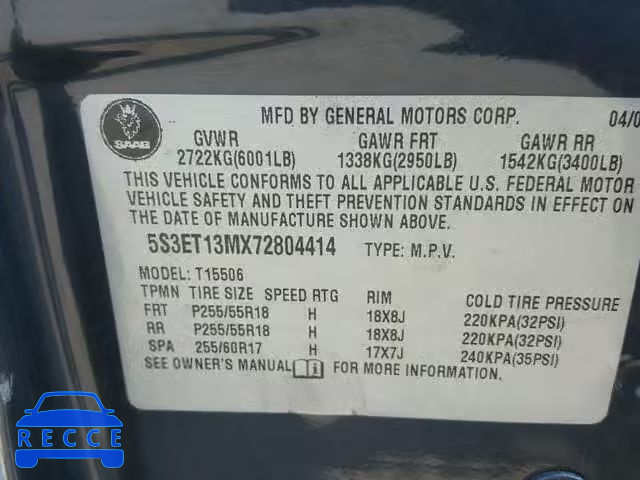 MFD BY GENERAL MOTORS CORP. 04/0
SAAB
GVWR GAWR FRT GAWR RR
2722KG(6001LB) 1338KG(2950LB) 1542KG(3400LB)
THIS VEHICLE CONFORMS TO ALL APPLICABLE U.S. FEDERAL MOTOR
VEHICLE SAFETY AND THEFT PREVENTION STANDARDS IN EFFECT ON
THE DATE OF MANUFACTURE SHOWN ABOVE.
5S3ET13MX72804414 TYPE: M.P.V.
MODEL: T15506
TPMN TIRE SIZE SPEED RTG RIM COLD TIRE PRESSURE
FRT P255/55R18 H 18X8J 220KPA(32PSI)
RR P255/55R18 H 18X8J 220KPA(32PSI)
SPA 255/60R17 H 17X7J 240KPA(35PSI)
SEE OWNER'S MANUAL i FOR MORE INFORMATION.
RECCE